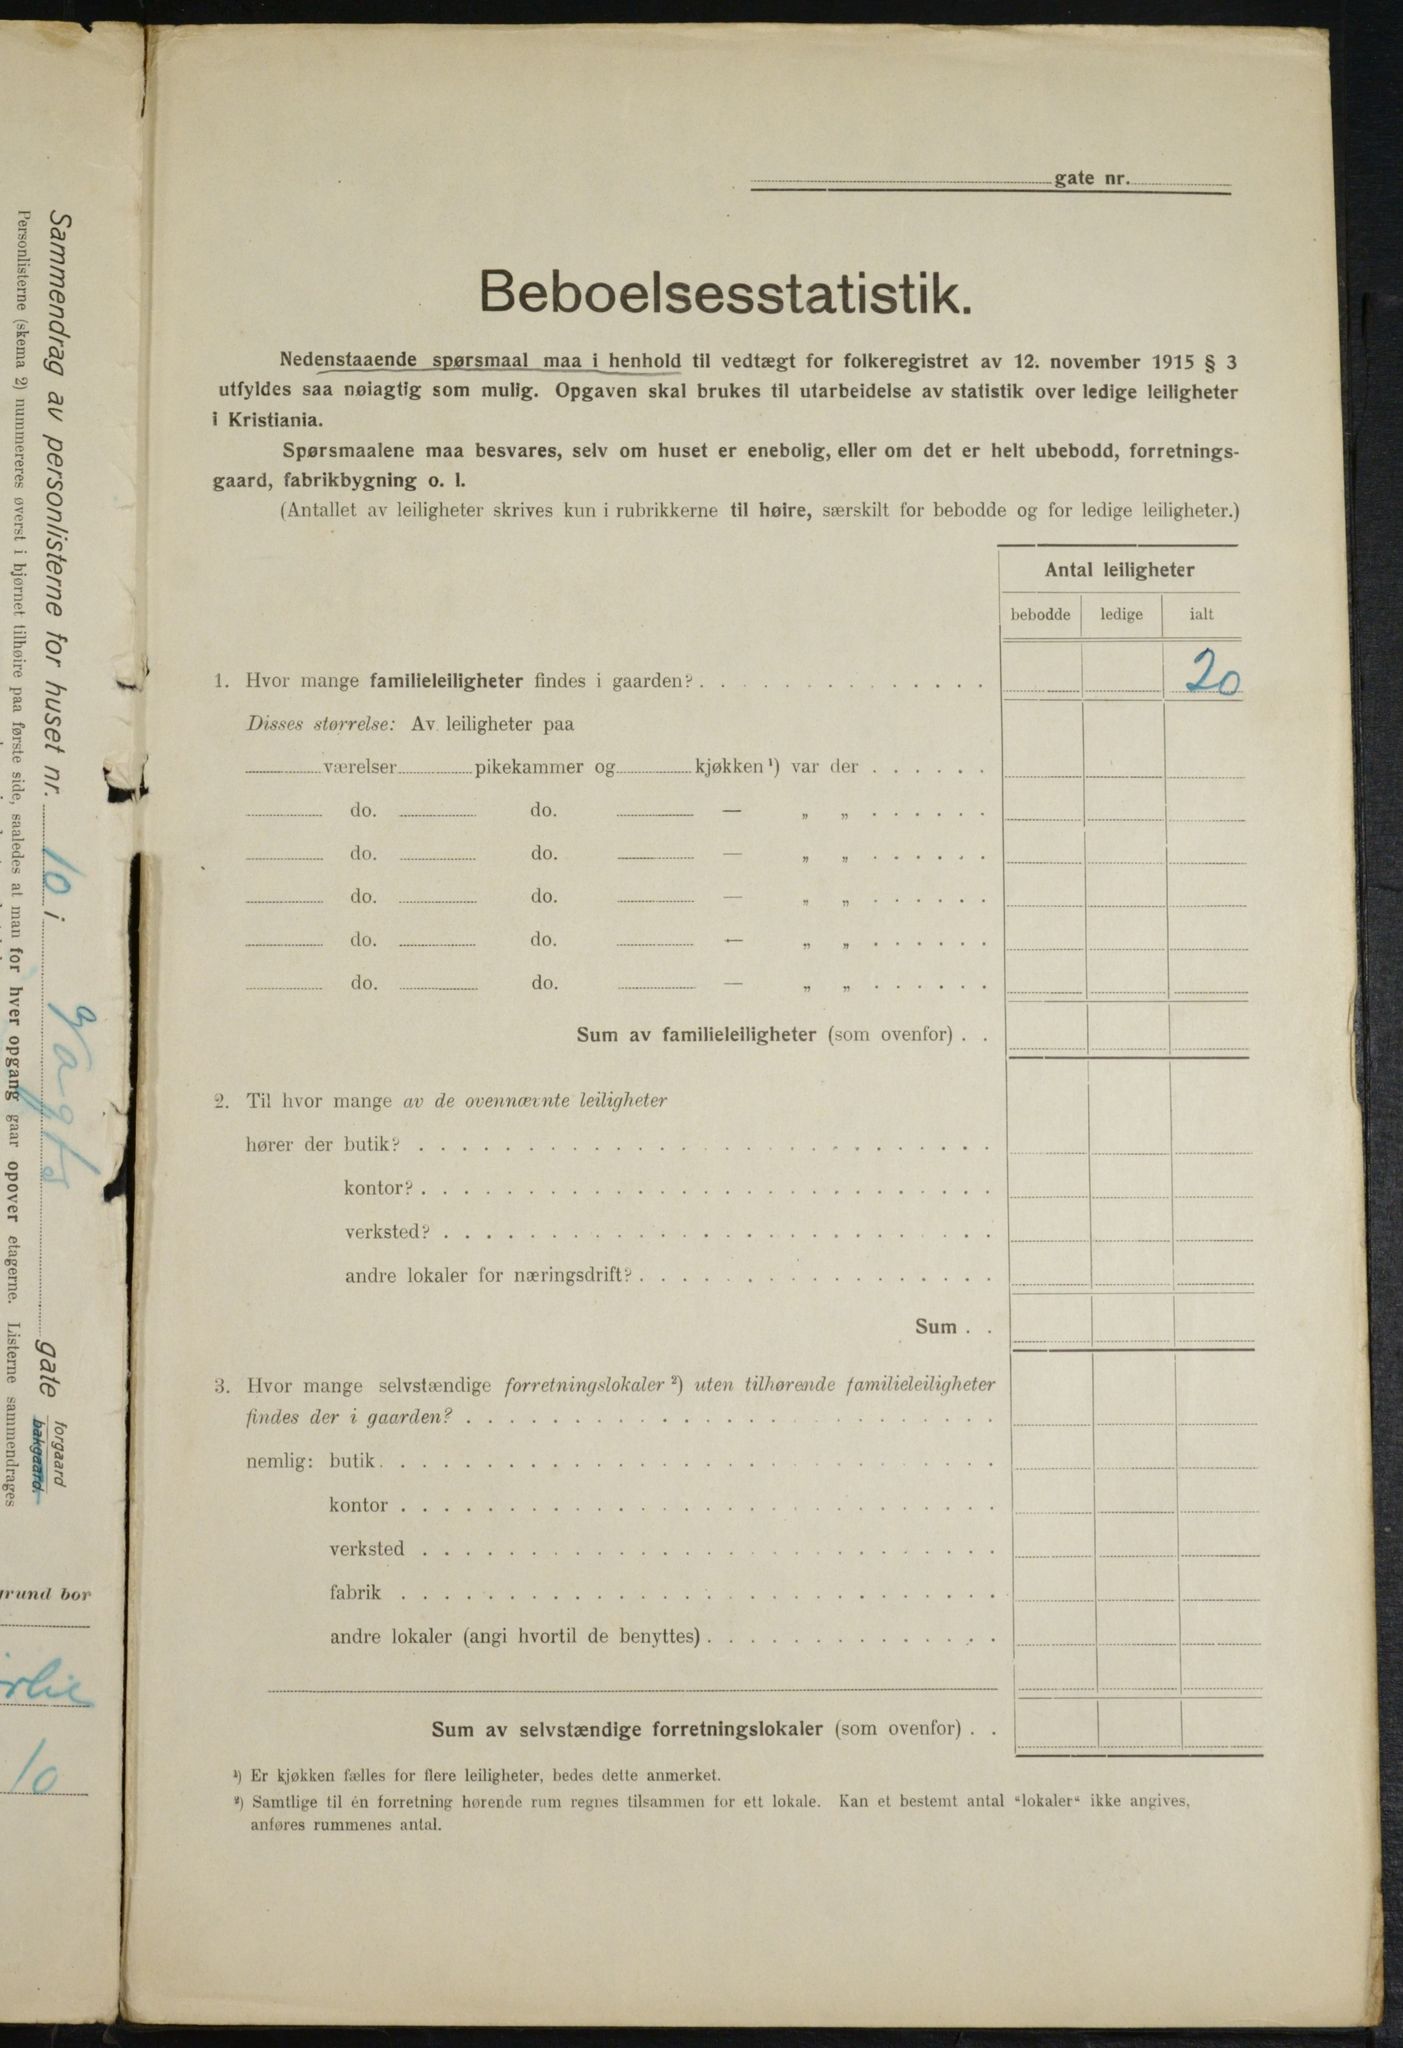 gate nr.
Beboelsesstatistik.
Nedenstaaende spørsmaal maa i henhold til vedtægt for folkeregistret av 12. november 1915 § 3
utfyldes saa nøiagtig som mulig. Opgaven skal brukes til utarbeidelse av statistik over ledige leiligheter
i Kristiania.
Spørsmaalene maa besvares, selv om huset er enebolig, eller om det er helt ubebodd, forretnings-
gaard, fabrikbygning o. l.
(Antallet av leiligheter skrives kun i rubrikkerne til høire, særskilt for bebodde og for ledige leiligheter.)
Antal leiligheter
bebodde ledige ialt
1. Hvor mange familieleiligheter findes i gaarden? . . . . . . . . . . . . . . 20
Disses størrelse: Av leiligheter paa
værelser pikekammer og kjøkken ¹) var der . . . . . .
do. do. — „ „ . . . . . .
do. do. — „ „ . . . . . .
do. do. — „ „ . . . . . .
do. do. — „ „ . . . . . .
do. do. — „ „ . . . . . .
Sum av familieleiligheter (som ovenfor) . .
2. Til hvor mange av de ovennævnte leiligheter
hører der butik? . . . . . . . . . . . . . . . . . . . . . . . . .
kontor? . . . . . . . . . . . . . . . . . . . . . . . . .
verksted? . . . . . . . . . . . . . . . . . . . . . . . .
andre lokaler for næringsdrift? . . . . . . . . . . . . . . . .
Sum . .
3. Hvor mange selvstændige forretningslokaler ²) uten tilhørende familieleiligheter
findes der i gaarden? . . . . . . . . . . . . . . . . . . . . . . .
nemlig: butik . . . . . . . . . . . . . . . . . . . . . . . . . .
kontor . . . . . . . . . . . . . . . . . . . . . . . . .
verksted . . . . . . . . . . . . . . . . . . . . . . . .
fabrik . . . . . . . . . . . . . . . . . . . . . . . . .
andre lokaler (angi hvortil de benyttes) . . . . . . . . . . . . . .
Sum av selvstændige forretningslokaler (som ovenfor) . .
¹) Er kjøkken fælles for flere leiligheter, bedes dette anmerket.
²) Samtlige til én forretning hørende rum regnes tilsammen for ett lokale. Kan et bestemt antal “lokaler“ ikke angives,
anføres rummenes antal.
Sammendrag av personlisterne for huset nr. 10 i gate forgaard
bakgaard.
Personlisterne (skema 2) nummereres øverst i hjørnet tilhøire paa første side, saaledes at man for hver opgang gaar opover etagerne. Listerne sammendrages
grund bor
10